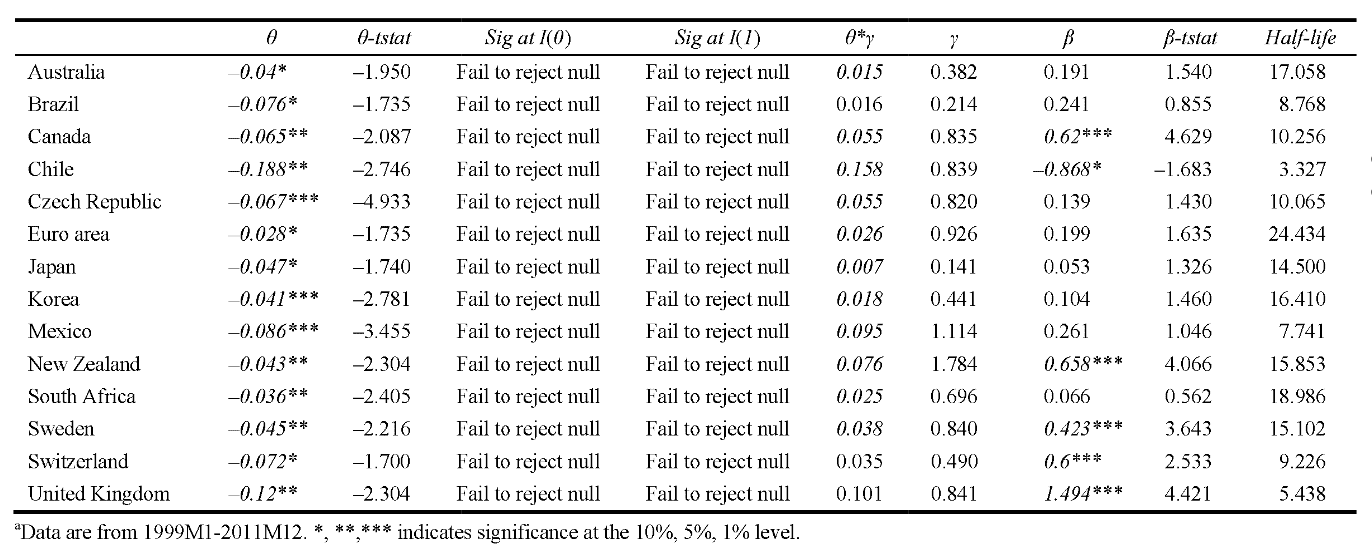 θ θ-tstat Sig at I(0) Sig at I(1) θ*γ γ β β-tstat Half-life
Australia –0.04* –1.950 Fail to reject null Fail to reject null 0.015 0.382 0.191 1.540 17.058
Brazil –0.076* –1.735 Fail to reject null Fail to reject null 0.016 0.214 0.241 0.855 8.768
Canada –0.065** –2.087 Fail to reject null Fail to reject null 0.055 0.835 0.62*** 4.629 10.256
Chile –0.188** –2.746 Fail to reject null Fail to reject null 0.158 0.839 –0.868* –1.683 3.327
Czech Republic –0.067*** –4.933 Fail to reject null Fail to reject null 0.055 0.820 0.139 1.430 10.065
Euro area –0.028* –1.735 Fail to reject null Fail to reject null 0.026 0.926 0.199 1.635 24.434
Japan –0.047* –1.740 Fail to reject null Fail to reject null 0.007 0.141 0.053 1.326 14.500
Korea –0.041*** –2.781 Fail to reject null Fail to reject null 0.018 0.441 0.104 1.460 16.410
Mexico –0.086*** –3.455 Fail to reject null Fail to reject null 0.095 1.114 0.261 1.046 7.741
New Zealand –0.043** –2.304 Fail to reject null Fail to reject null 0.076 1.784 0.658*** 4.066 15.853
South Africa –0.036** –2.405 Fail to reject null Fail to reject null 0.025 0.696 0.066 0.562 18.986
Sweden –0.045** –2.216 Fail to reject null Fail to reject null 0.038 0.840 0.423*** 3.643 15.102
Switzerland –0.072* –1.700 Fail to reject null Fail to reject null 0.035 0.490 0.6*** 2.533 9.226
United Kingdom –0.12** –2.304 Fail to reject null Fail to reject null 0.101 0.841 1.494*** 4.421 5.438
aData are from 1999M1-2011M12. *, **,*** indicates significance at the 10%, 5%, 1% level.